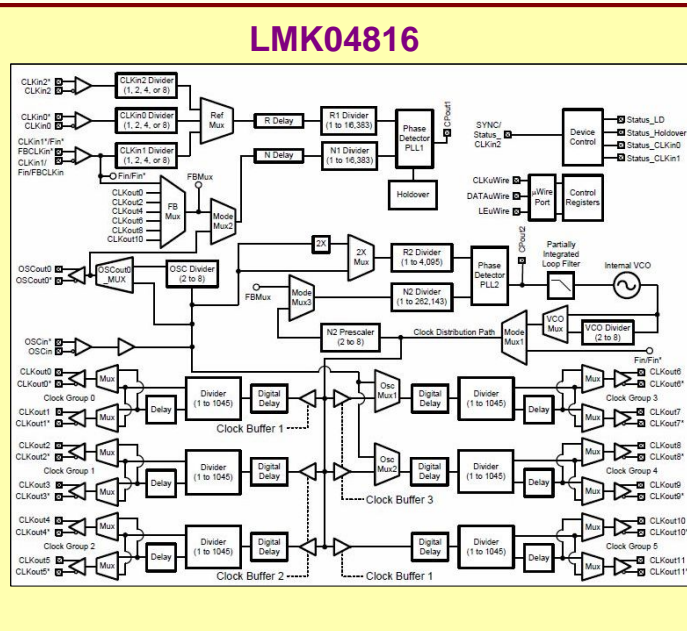 LMK04816
CLKin2*
CLKin2
CLKin2 Divider
(1, 2, 4, or 8)
CLKin0*
CLKin0
CLKin0 Divider
(1, 2, 4, or 8)
CLKin1*/Fin*
FBCLKin*
CLKin1/
Fin/FBCLKin
CLKin1 Divider
(1, 2, 4, or 8)
Ref
Mux
R Delay
R1 Divider
(1 to 16,383)
N Delay
N1 Divider
(1 to 16,383)
Phase
Detector
PLL1
CPout1
Holdover
SYNC/
Status_
CLKin2
Device
Control
Status_LD
Status_Holdover
Status_CLKin0
Status_CLKin1
CLKuWire
DATAuWire
LEuWire
µWire
Port
Control
Registers
Fin/Fin*
CLKout0
CLKout2
CLKout4
CLKout6
CLKout8
CLKout10
FB
Mux
FBMux
Mode
Mux2
OSCout0
OSCout0*
OSCout0
_MUX
OSC Divider
(2 to 8)
2X
2X
Mux
R2 Divider
(1 to 4,095)
FBMux
Mode
Mux3
N2 Divider
(1 to 262,143)
Phase
Detector
PLL2
CPout2
Partially
Integrated
Loop Filter
Internal VCO
OSCin*
OSCin
N2 Prescaler
(2 to 8)
Clock Distribution Path
Mode
Mux1
VCO
Mux
VCO Divider
(2 to 8)
Fin/Fin*
CLKout0
CLKout0*
Clock Group 0
CLKout1
CLKout1*
Mux
Mux
Delay
Divider
(1 to 1045)
Digital
Delay
Clock Buffer 1
Osc
Mux1
Digital
Delay
Divider
(1 to 1045)
Delay
Mux
Mux
CLKout6
CLKout6*
Clock Group 3
CLKout7
CLKout7*
CLKout2
CLKout2*
Clock Group 1
CLKout3
CLKout3*
Mux
Mux
Delay
Divider
(1 to 1045)
Digital
Delay
Osc
Mux2
Digital
Delay
Divider
(1 to 1045)
Delay
Mux
Mux
CLKout8
CLKout8*
Clock Group 4
CLKout9
CLKout9*
Clock Buffer 3
CLKout4
CLKout4*
Clock Group 2
CLKout5
CLKout5*
Mux
Mux
Delay
Divider
(1 to 1045)
Digital
Delay
Clock Buffer 2
Clock Buffer 1
Digital
Delay
Divider
(1 to 1045)
Delay
Mux
Mux
CLKout10
CLKout10*
Clock Group 5
CLKout11
CLKout11*